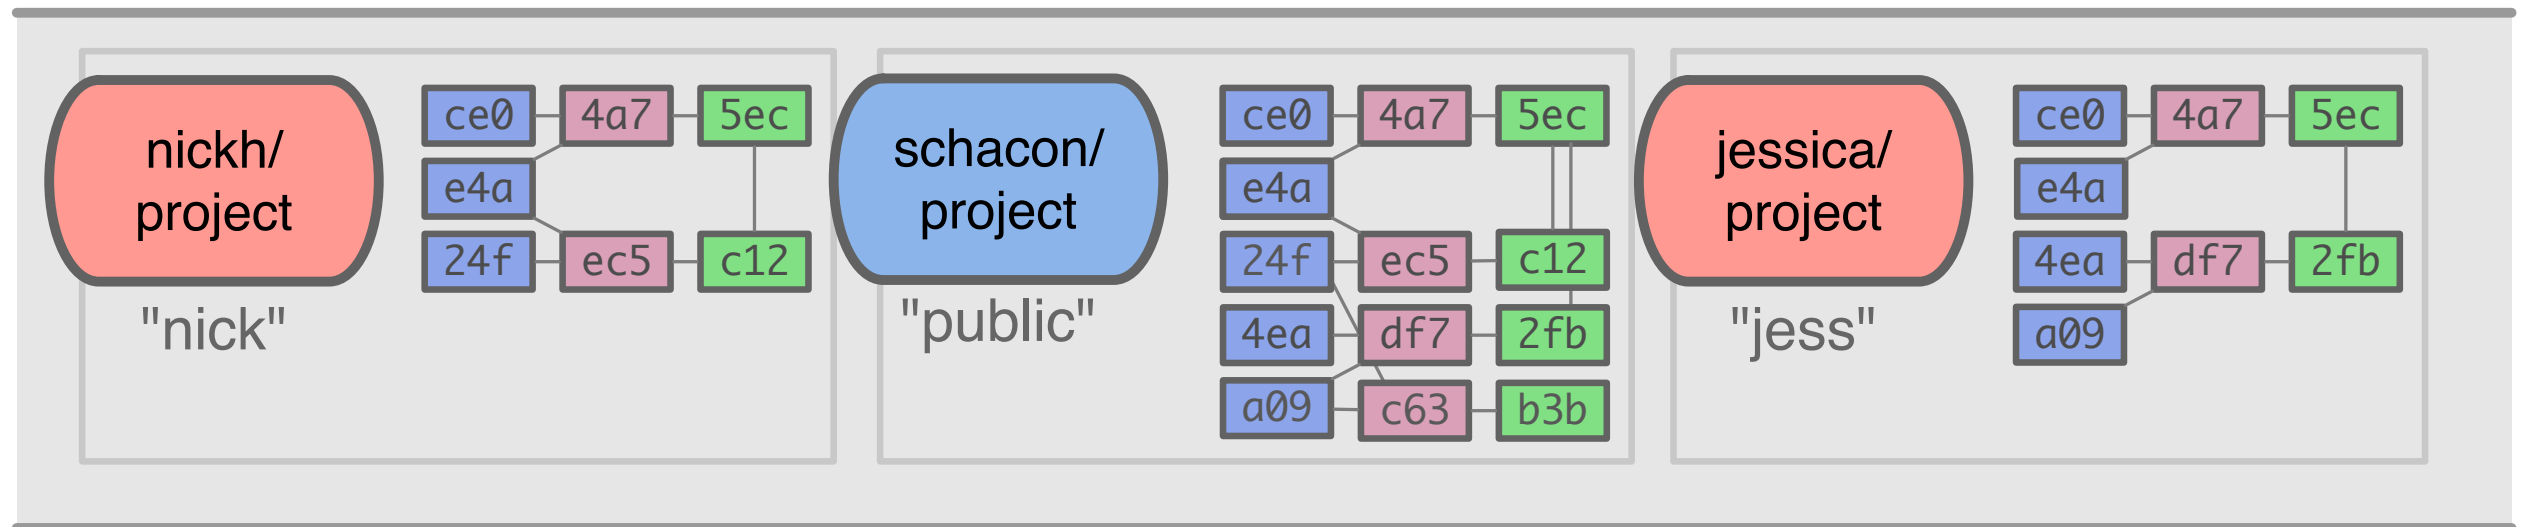 nickh/
project
"nick"
ce0 4a7 5ec
e4a
24f ec5 c12
schacon/
project
"public"
ce0 4a7 5ec
e4a
24f ec5 c12
4ea df7 2fb
a09 c63 b3b
jessica/
project
"jess"
ce0 4a7 5ec
e4a
4ea df7 2fb
a09